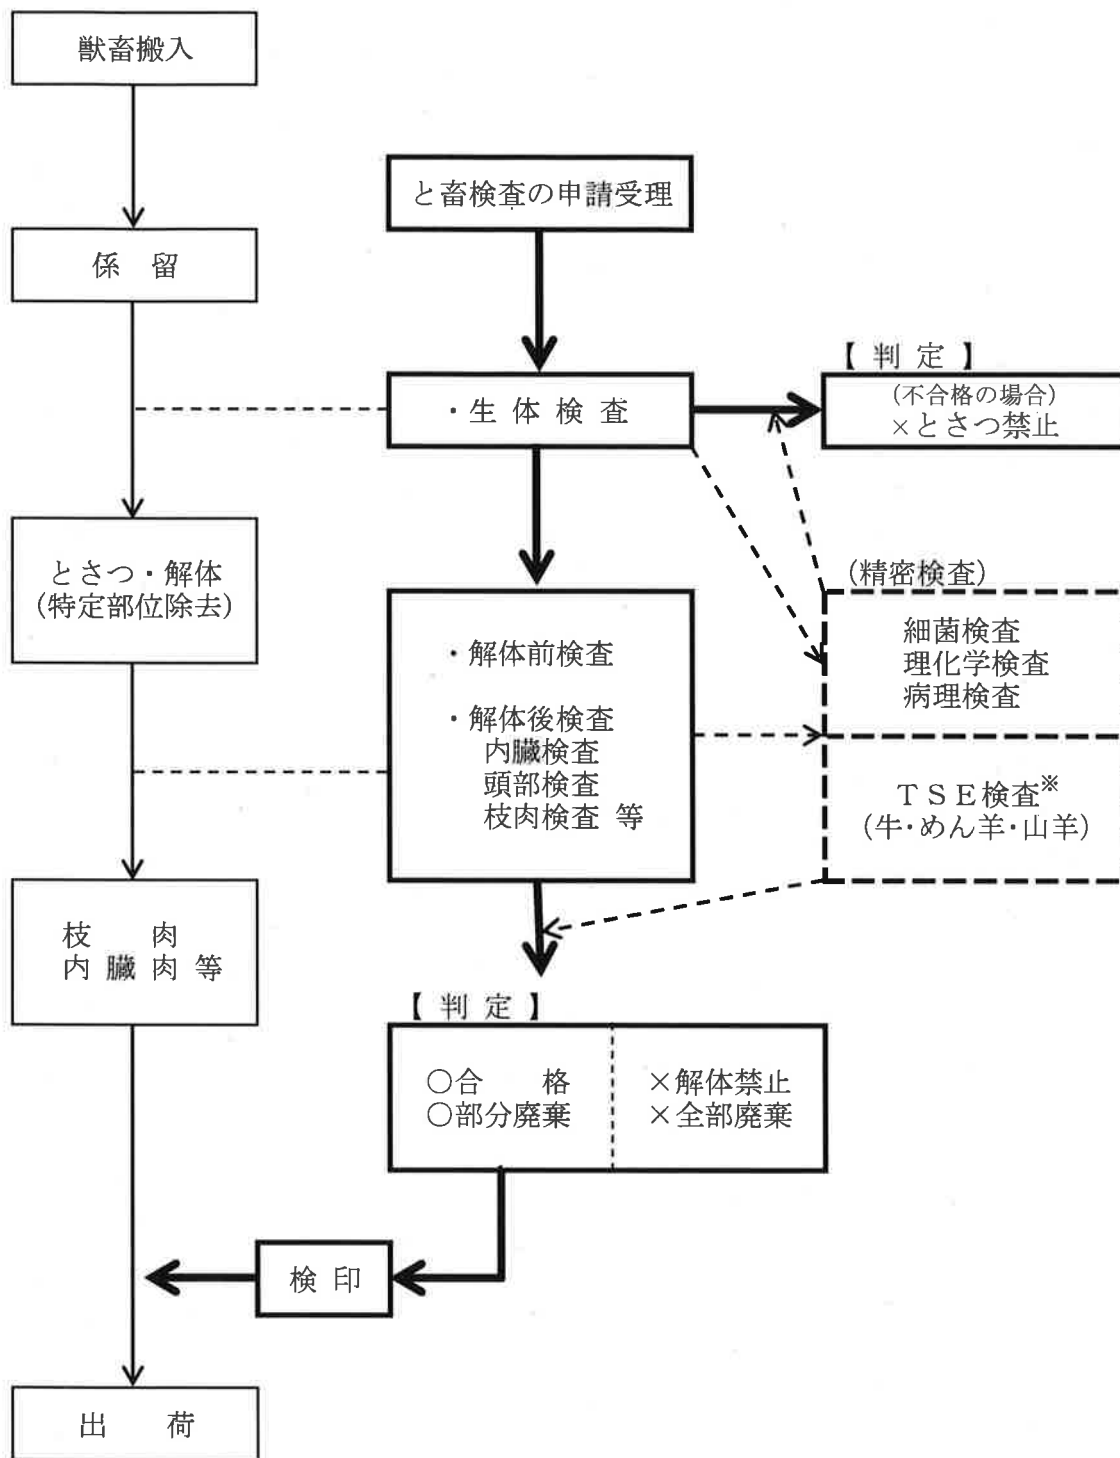 獣畜搬入
と畜検査の申請受理
係　留
【 判 定 】
・生 体 検 査
(不合格の場合)
×とさつ禁止
とさつ・解体
(特定部位除去)
(精密検査)
細菌検査
理化学検査
病理検査
・解体前検査
・解体後検査
内臓検査
頭部検査
枝肉検査 等
ＴＳＥ検査※
(牛・めん羊・山羊)
枝　　肉
内 臓 肉 等
【 判 定 】
○合　　格
○部分廃棄
×解体禁止
×全部廃棄
検 印
出　　荷